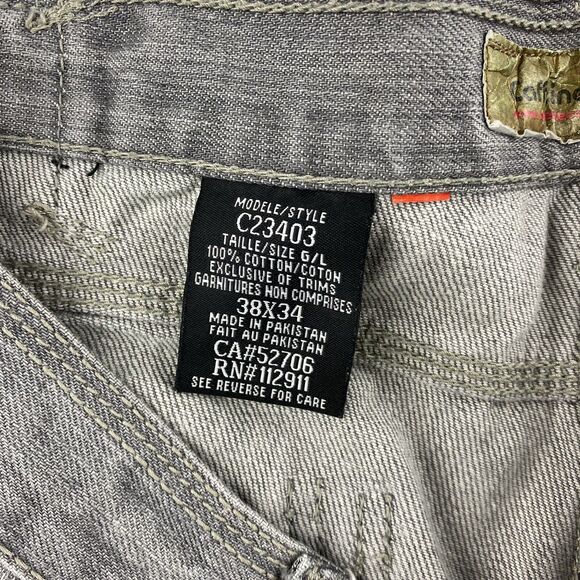 MODELE/STYLE
C23403
TAILLE/SIZE G/L
100% COTTON/COTON
EXCLUSIVE OF TRIMS
GARNITURES NON COMPRISES
38X34
MADE IN PAKISTAN
FAIT AU PAKISTAN
CA#52706
RN#112911
SEE REVERSE FOR CARE